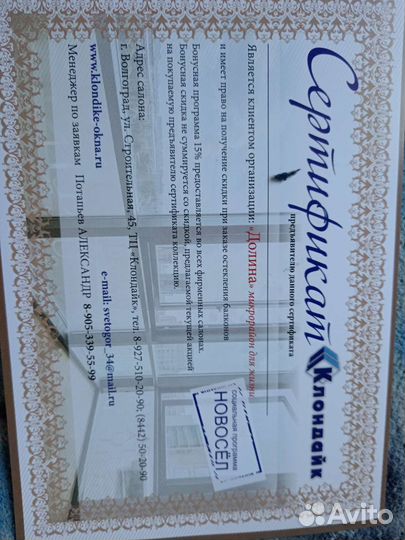 Сертификат
Клондайк
предъявителю данного сертификата
Является клиентом организации: «Долина» микрорайон для жизни
и имеет право на получение скидки при заказе остекления балконов
Бонусная программа 15% предоставляется во всех фирменных салонах.
Бонусная скидка не суммируется со скидкой, предлагаемой текущей акцией
на покупаемую предъявителю сертификата коллекцию.
социальная программа
НОВОСЁЛ
Адрес салона:
г. Волгоград, ул. Строительная, 45, ТЦ «Клондайк», тел. 8-927-510-20-90; (8442) 50-20-90
www.klondike-okna.ru e-mail: svetogor_34@mail.ru
Менеджер по заявкам Потапьев АЛЕКСАНДР 8-905-339-55-99
Avito